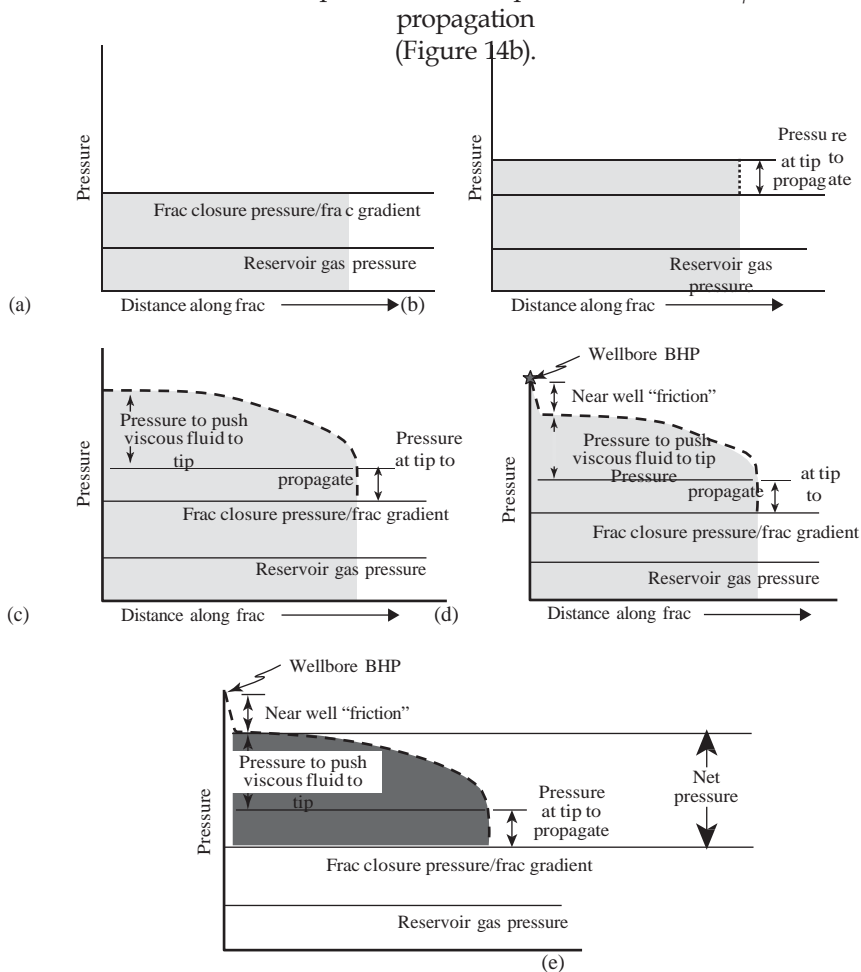 propagation
(Figure 14b).
Pressure
Frac closure pressure/frac gradient
Reservoir gas pressure
(a)
Distance along frac
Pressure
Pressu re
at tip to
propagate
Reservoir gas
pressure
(b)
Distance along frac
Pressure
Pressure to push
viscous fluid to
tip
Pressure
at tip to
propagate
Frac closure pressure/frac gradient
Reservoir gas pressure
(c)
Distance along frac
Wellbore BHP
Near well “friction”
Pressure
Pressure to push
viscous fluid to tip
Pressure
at tip
propagate to
Frac closure pressure/frac gradient
Reservoir gas pressure
(d)
Distance along frac
Wellbore BHP
Near well “friction”
Pressure
Pressure to push
viscous fluid to
tip
Pressure
at tip to
propagate
Net
pressure
Frac closure pressure/frac gradient
Reservoir gas pressure
(e)